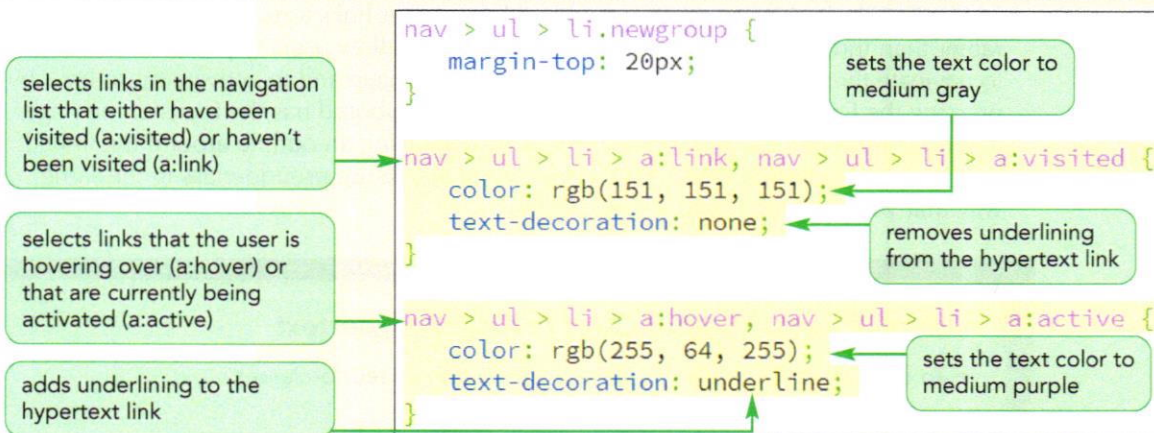 nav > ul > li.newgroup {
margin-top: 20px;
}
selects links in the navigation
list that either have been
visited (a:visited) or haven't
been visited (a:link)
sets the text color to
medium gray
nav > ul > li > a:link, nav > ul > li > a:visited {
color: rgb(151, 151, 151);
text-decoration: none;
}
removes underlining
from the hypertext link
selects links that the user is
hovering over (a:hover) or
that are currently being
activated (a:active)
nav > ul > li > a:hover, nav > ul > li > a:active {
color: rgb(255, 64, 255);
text-decoration: underline;
}
sets the text color to
medium purple
adds underlining to the
hypertext link